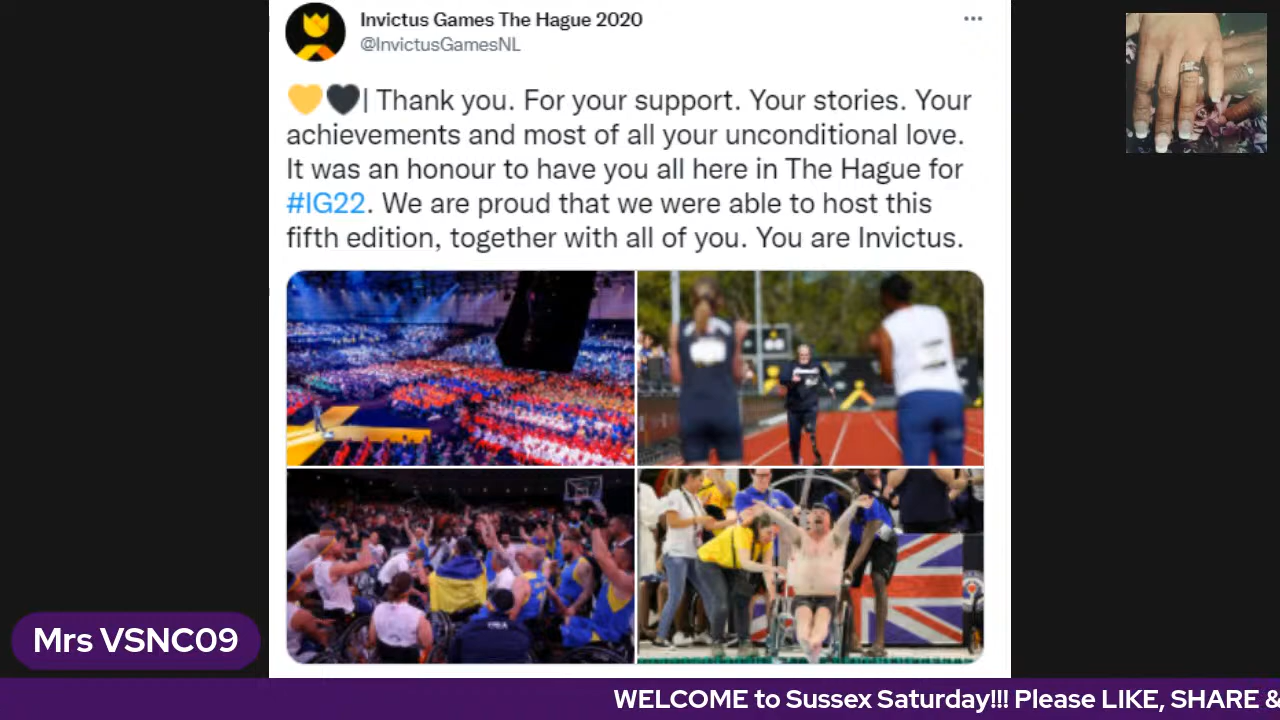 Invictus Games The Hague 2020
@InvictusGamesNL
💛🖤| Thank you. For your support. Your stories. Your
achievements and most of all your unconditional love.
It was an honour to have you all here in The Hague for
#IG22. We are proud that we were able to host this
fifth edition, together with all of you. You are Invictus.
Mrs VSNC09
WELCOME to Sussex Saturday!!! Please LIKE, SHARE &